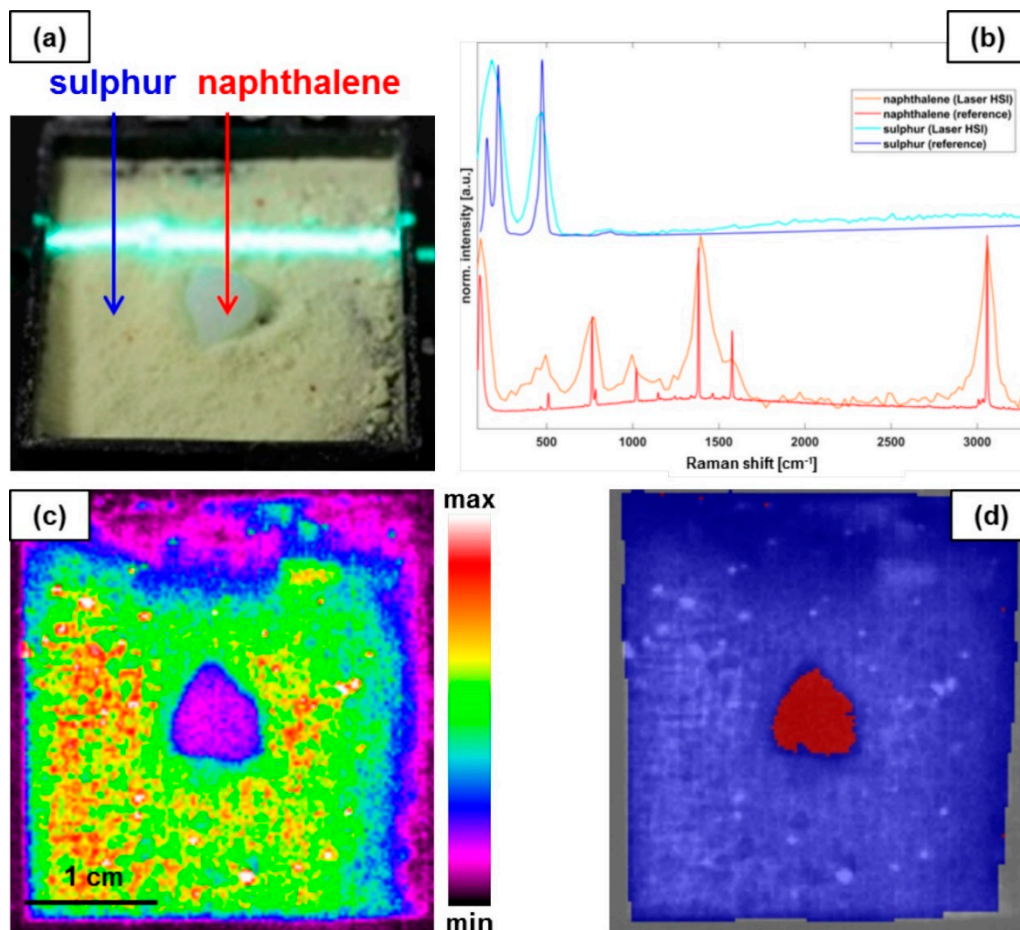 (a)
sulphur naphthalene
(b)
naphthalene (Laser HSI)
naphthalene (reference)
sulphur (Laser HSI)
sulphur (reference)
norm. intensity [a.u.]
500 1000 1500 2000 2500 3000
Raman shift [cm⁻¹]
(c)
max
1 cm
min
(d)